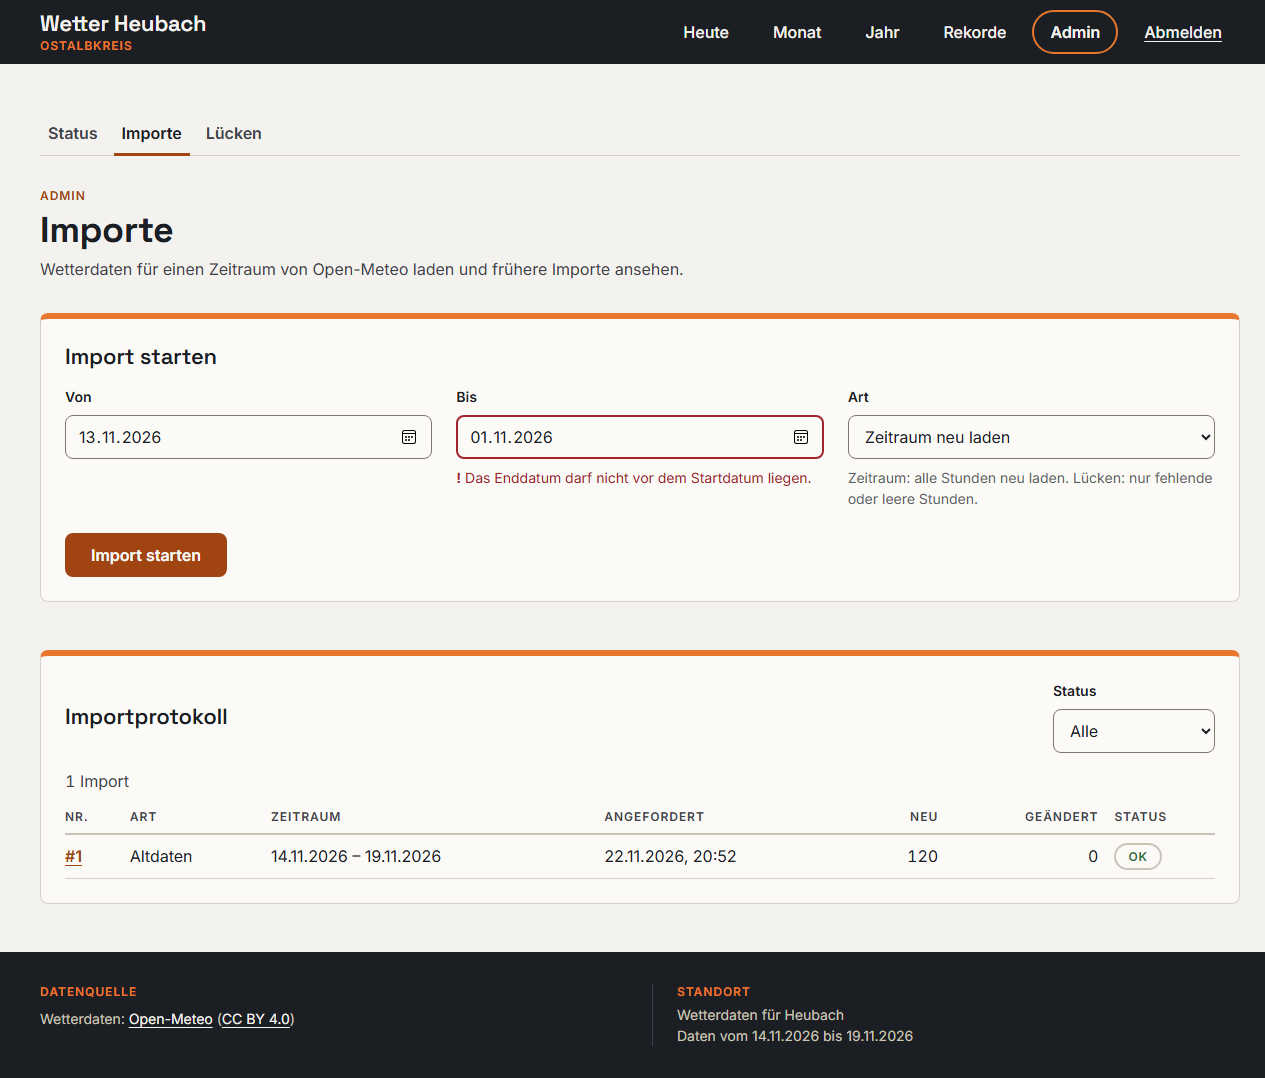 Wetter Heubach
OSTALBKREIS
Heute Monat Jahr Rekorde Admin Abmelden
Status Importe Lücken
ADMIN
Importe
Wetterdaten für einen Zeitraum von Open-Meteo laden und frühere Importe ansehen.
Import starten
Von Bis Art
13.11.2026 01.11.2026 Zeitraum neu laden
! Das Enddatum darf nicht vor dem Startdatum liegen.
Zeitraum: alle Stunden neu laden. Lücken: nur fehlende
oder leere Stunden.
Import starten
Status
Importprotokoll
Alle
1 Import
NR. ART ZEITRAUM ANGEFORDERT NEU GEÄNDERT STATUS
#1 Altdaten 14.11.2026 – 19.11.2026 22.11.2026, 20:52 120 0 OK
DATENQUELLE
Wetterdaten: Open-Meteo (CC BY 4.0)
STANDORT
Wetterdaten für Heubach
Daten vom 14.11.2026 bis 19.11.2026